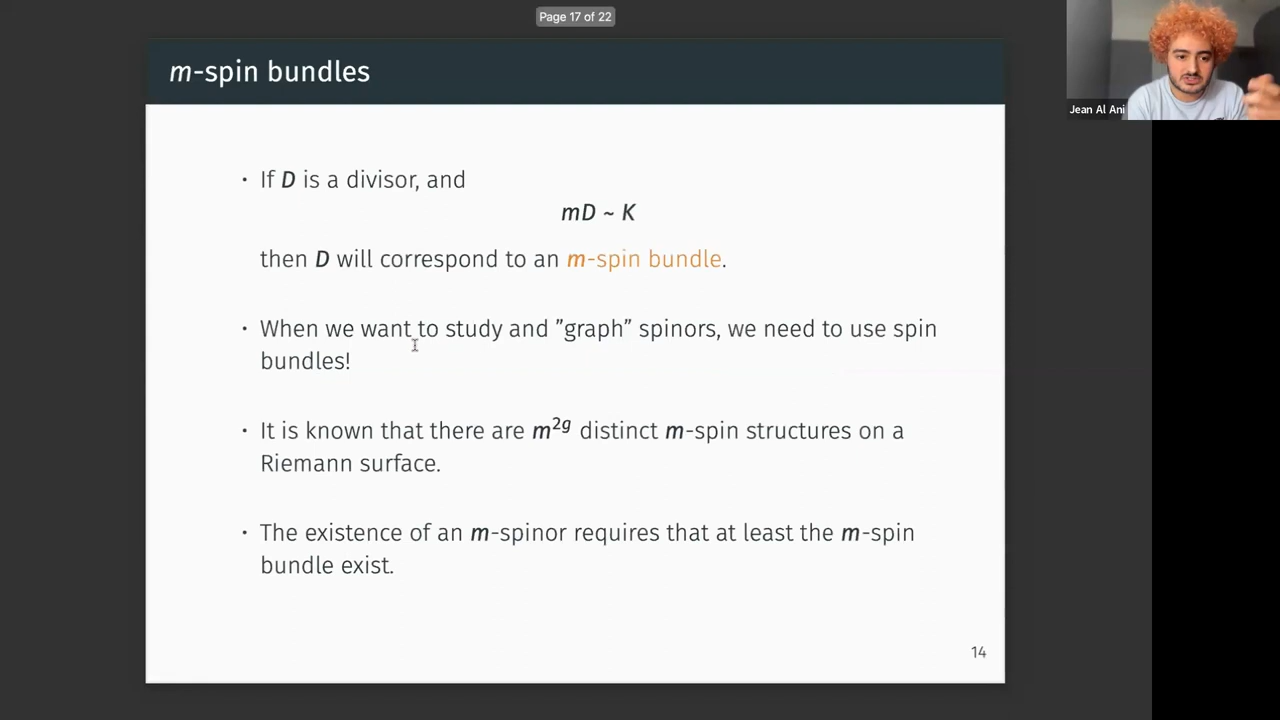 Page 17 of 22
m-spin bundles
Jean Al Ani
• If D is a divisor, and
mD ~ K
then D will correspond to an m-spin bundle.
• When we want to study and ”graph” spinors, we need to use spin
bundles!
• It is known that there are m^{2g} distinct m-spin structures on a
Riemann surface.
• The existence of an m-spinor requires that at least the m-spin
bundle exist.
14